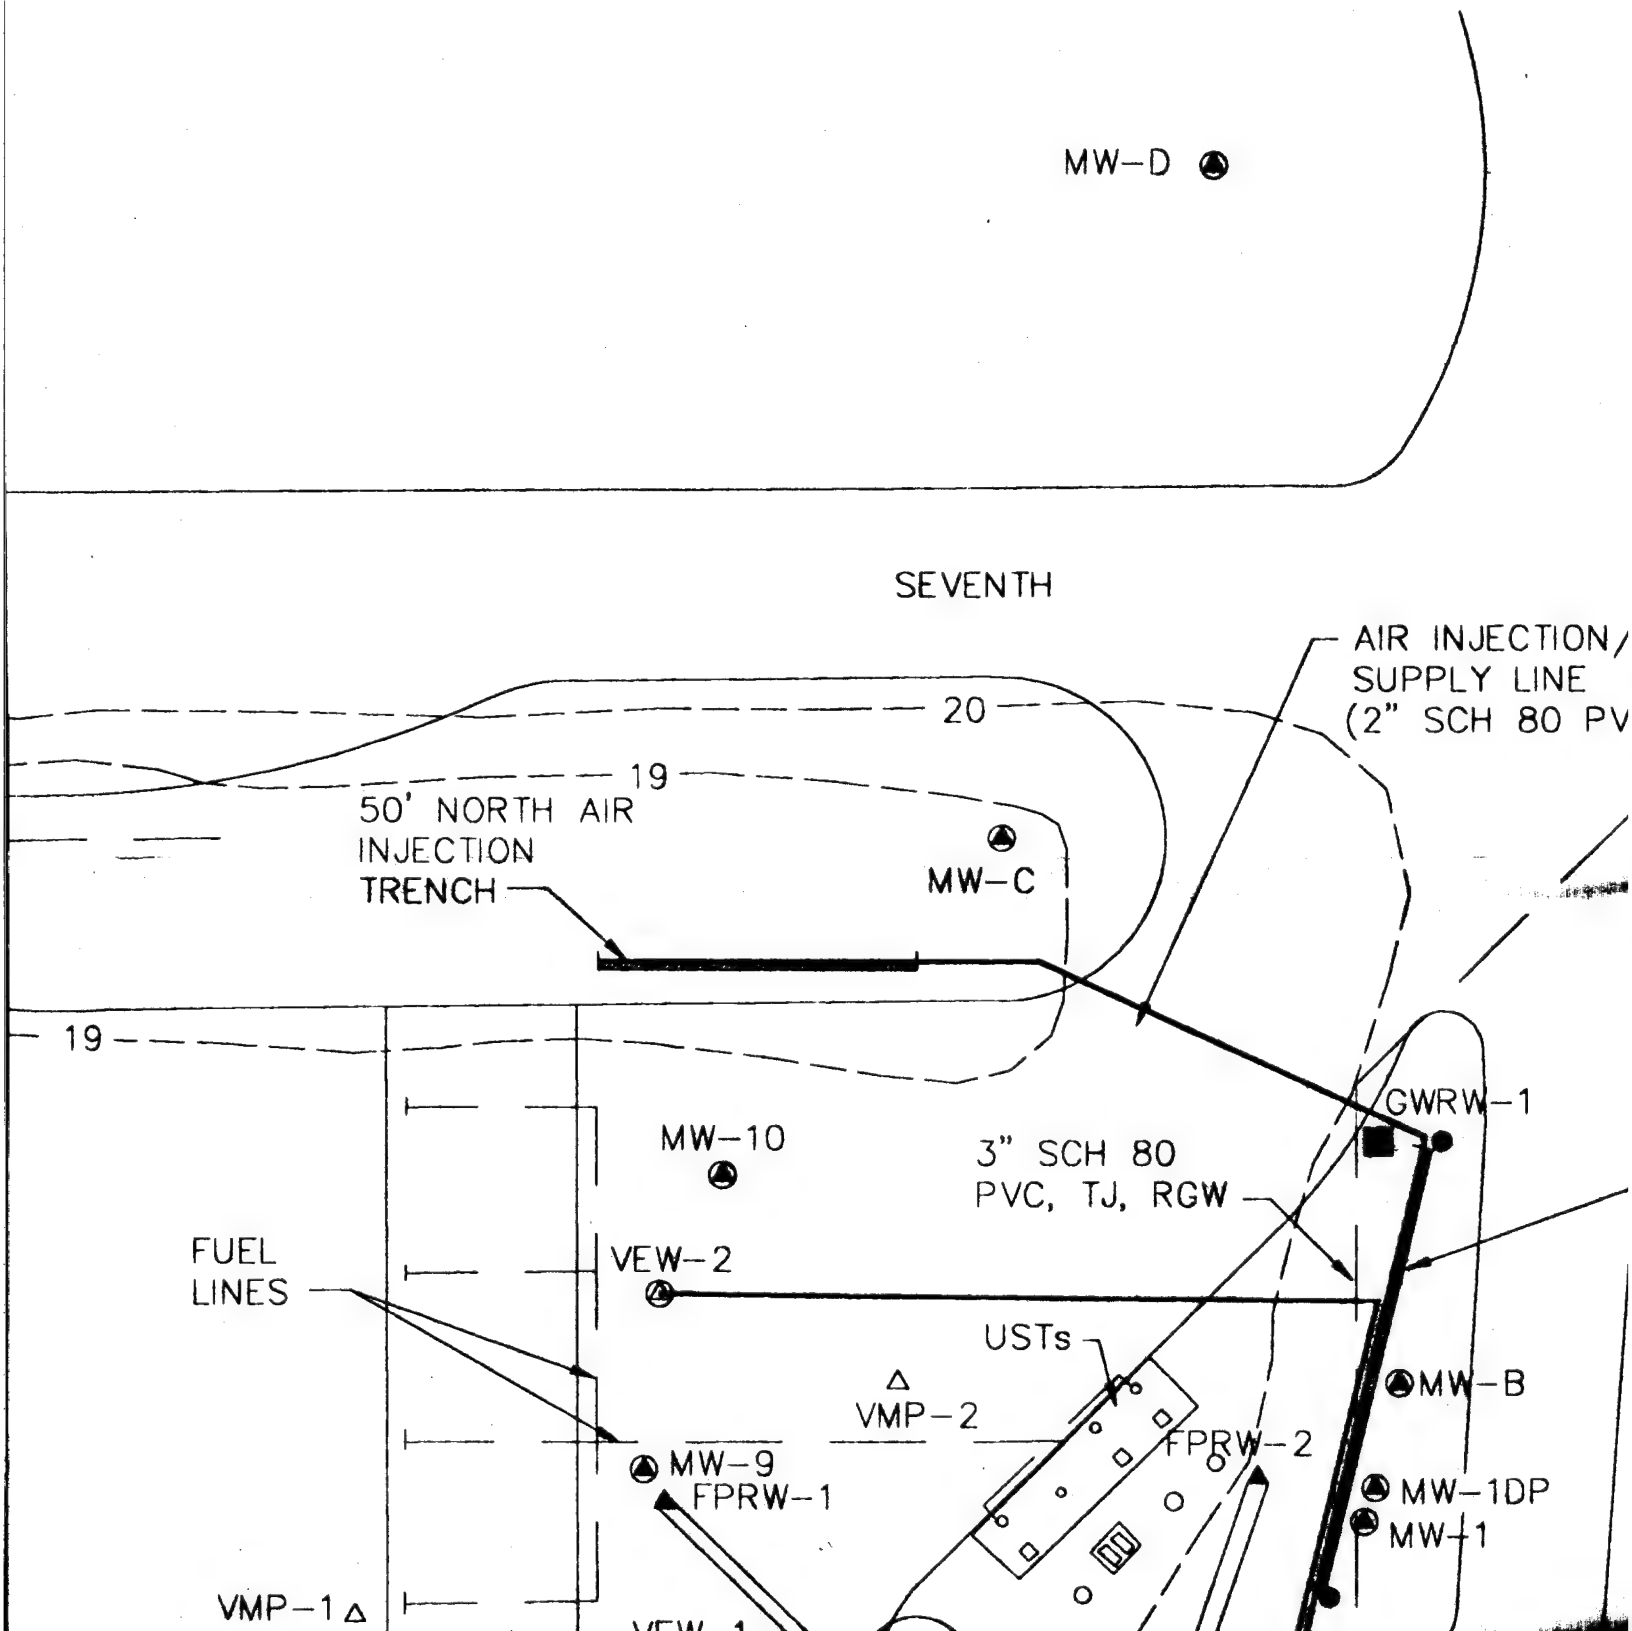 MW-D
SEVENTH
AIR INJECTION/
SUPPLY LINE
(2" SCH 80 PV
20
19
50' NORTH AIR
INJECTION
TRENCH
MW-C
19
GWRW-1
MW-10
3" SCH 80
PVC, TJ, RGW
FUEL
LINES
VEW-2
USTs
MW-B
VMP-2
FPRW-2
MW-9
FPRW-1
MW-1DP
MW-1
VMP-1
VEW-1